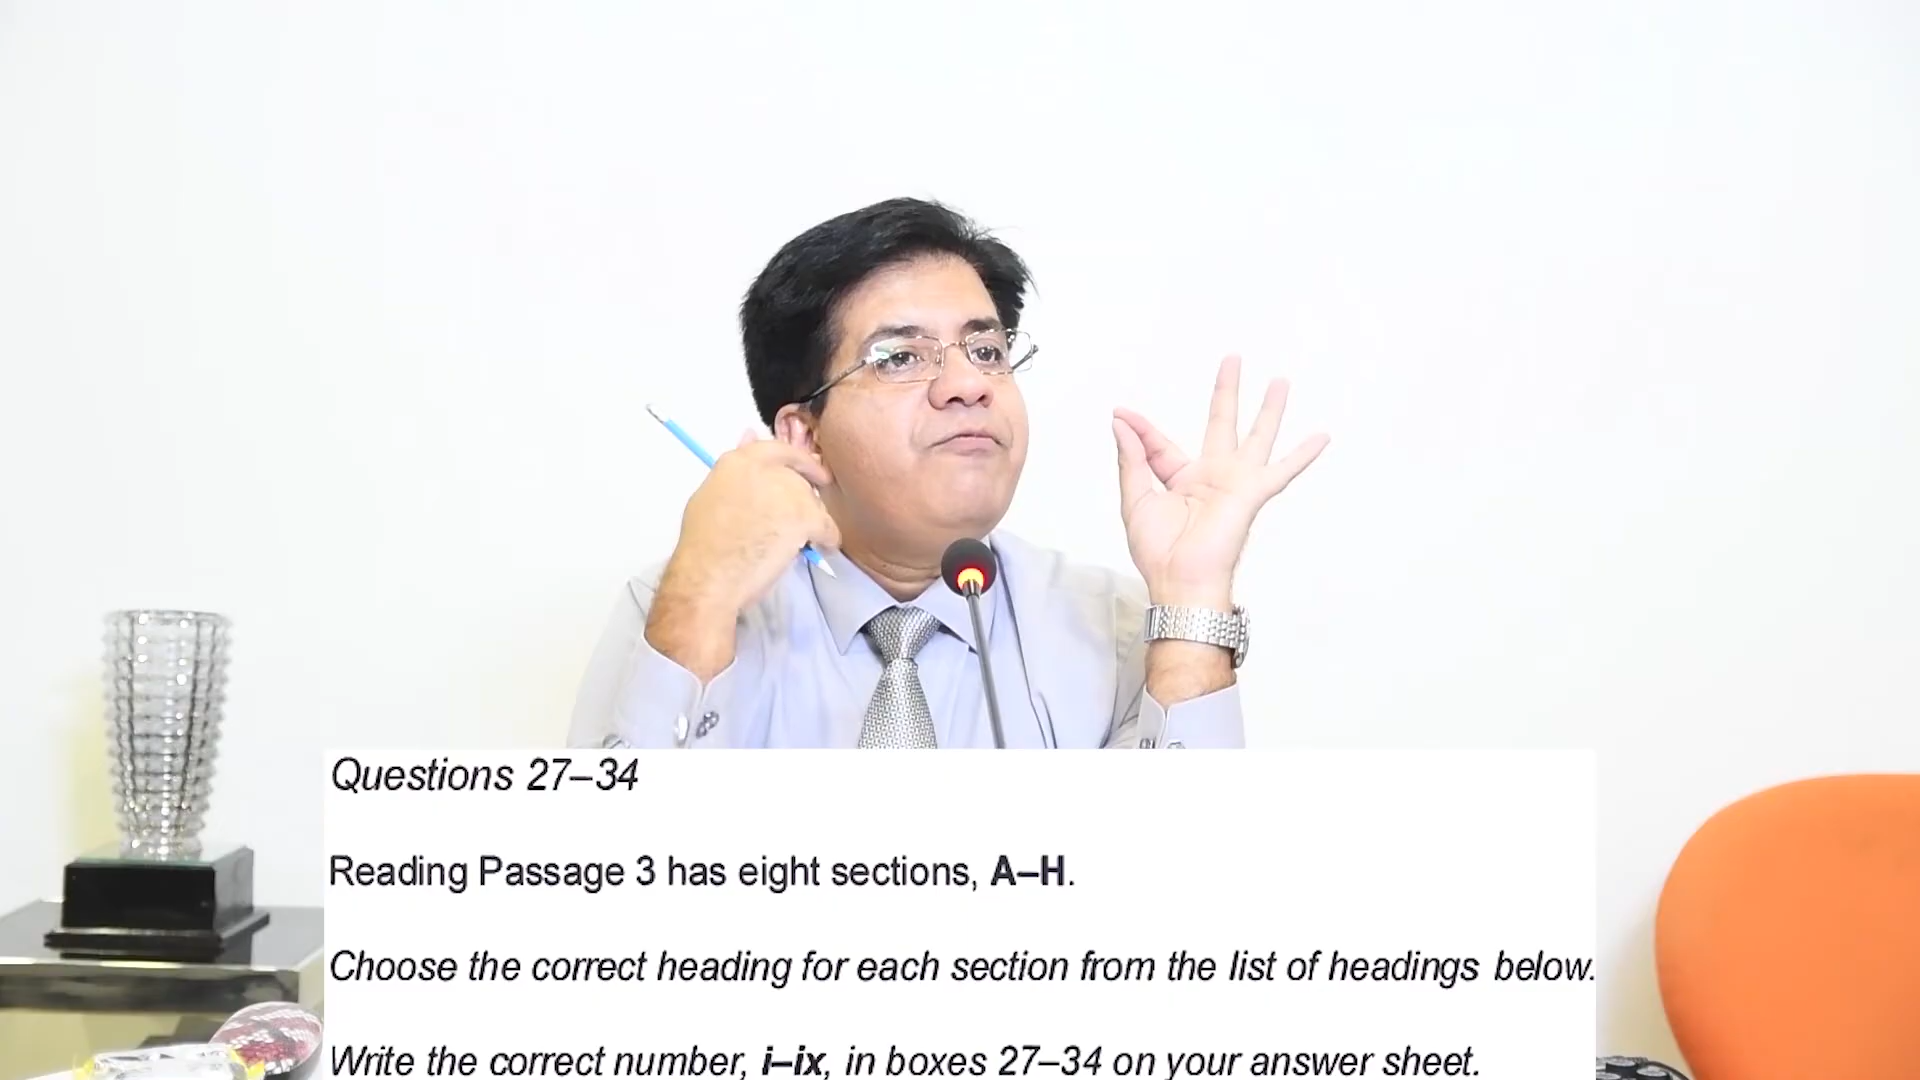 Questions 27–34
Reading Passage 3 has eight sections, A–H.
Choose the correct heading for each section from the list of headings below.
Write the correct number, i–ix, in boxes 27–34 on your answer sheet.